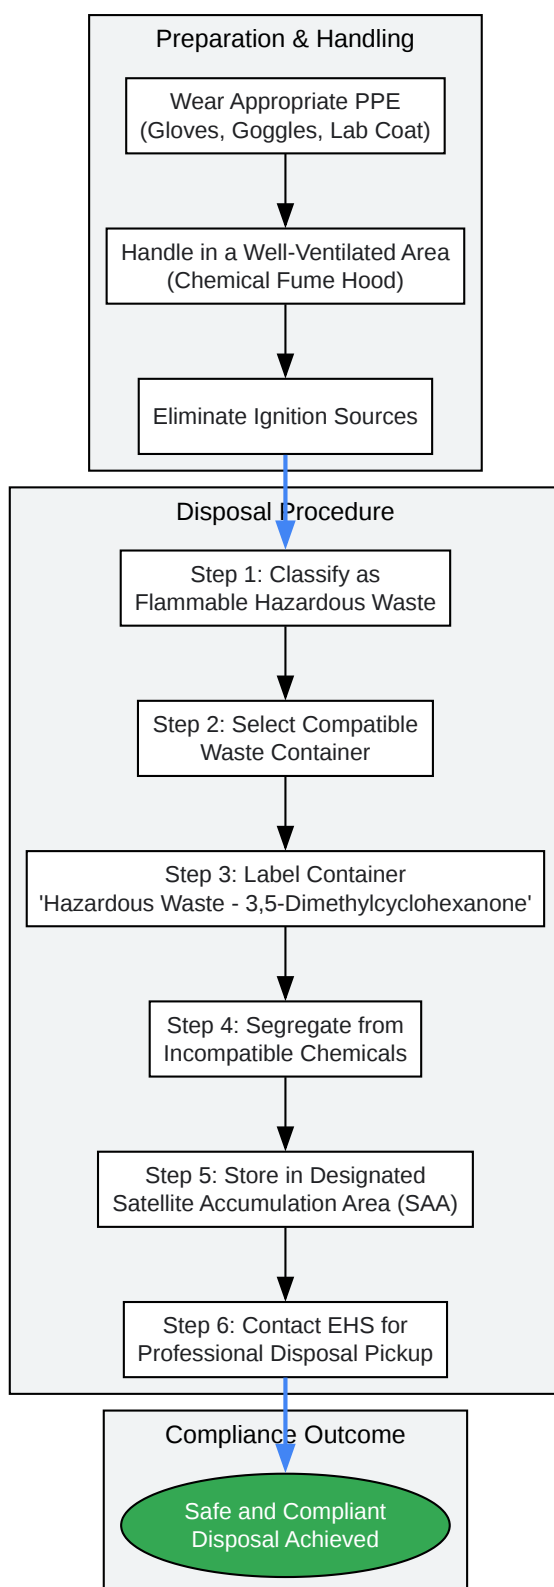 Preparation & Handling
Wear Appropriate PPE
(Gloves, Goggles, Lab Coat)
Handle in a Well-Ventilated Area
(Chemical Fume Hood)
Eliminate Ignition Sources
Disposal Procedure
Step 1: Classify as
Flammable Hazardous Waste
Step 2: Select Compatible
Waste Container
Step 3: Label Container
'Hazardous Waste - 3,5-Dimethylcyclohexanone'
Step 4: Segregate from
Incompatible Chemicals
Step 5: Store in Designated
Satellite Accumulation Area (SAA)
Step 6: Contact EHS for
Professional Disposal Pickup
Compliance Outcome
Safe and Compliant
Disposal Achieved